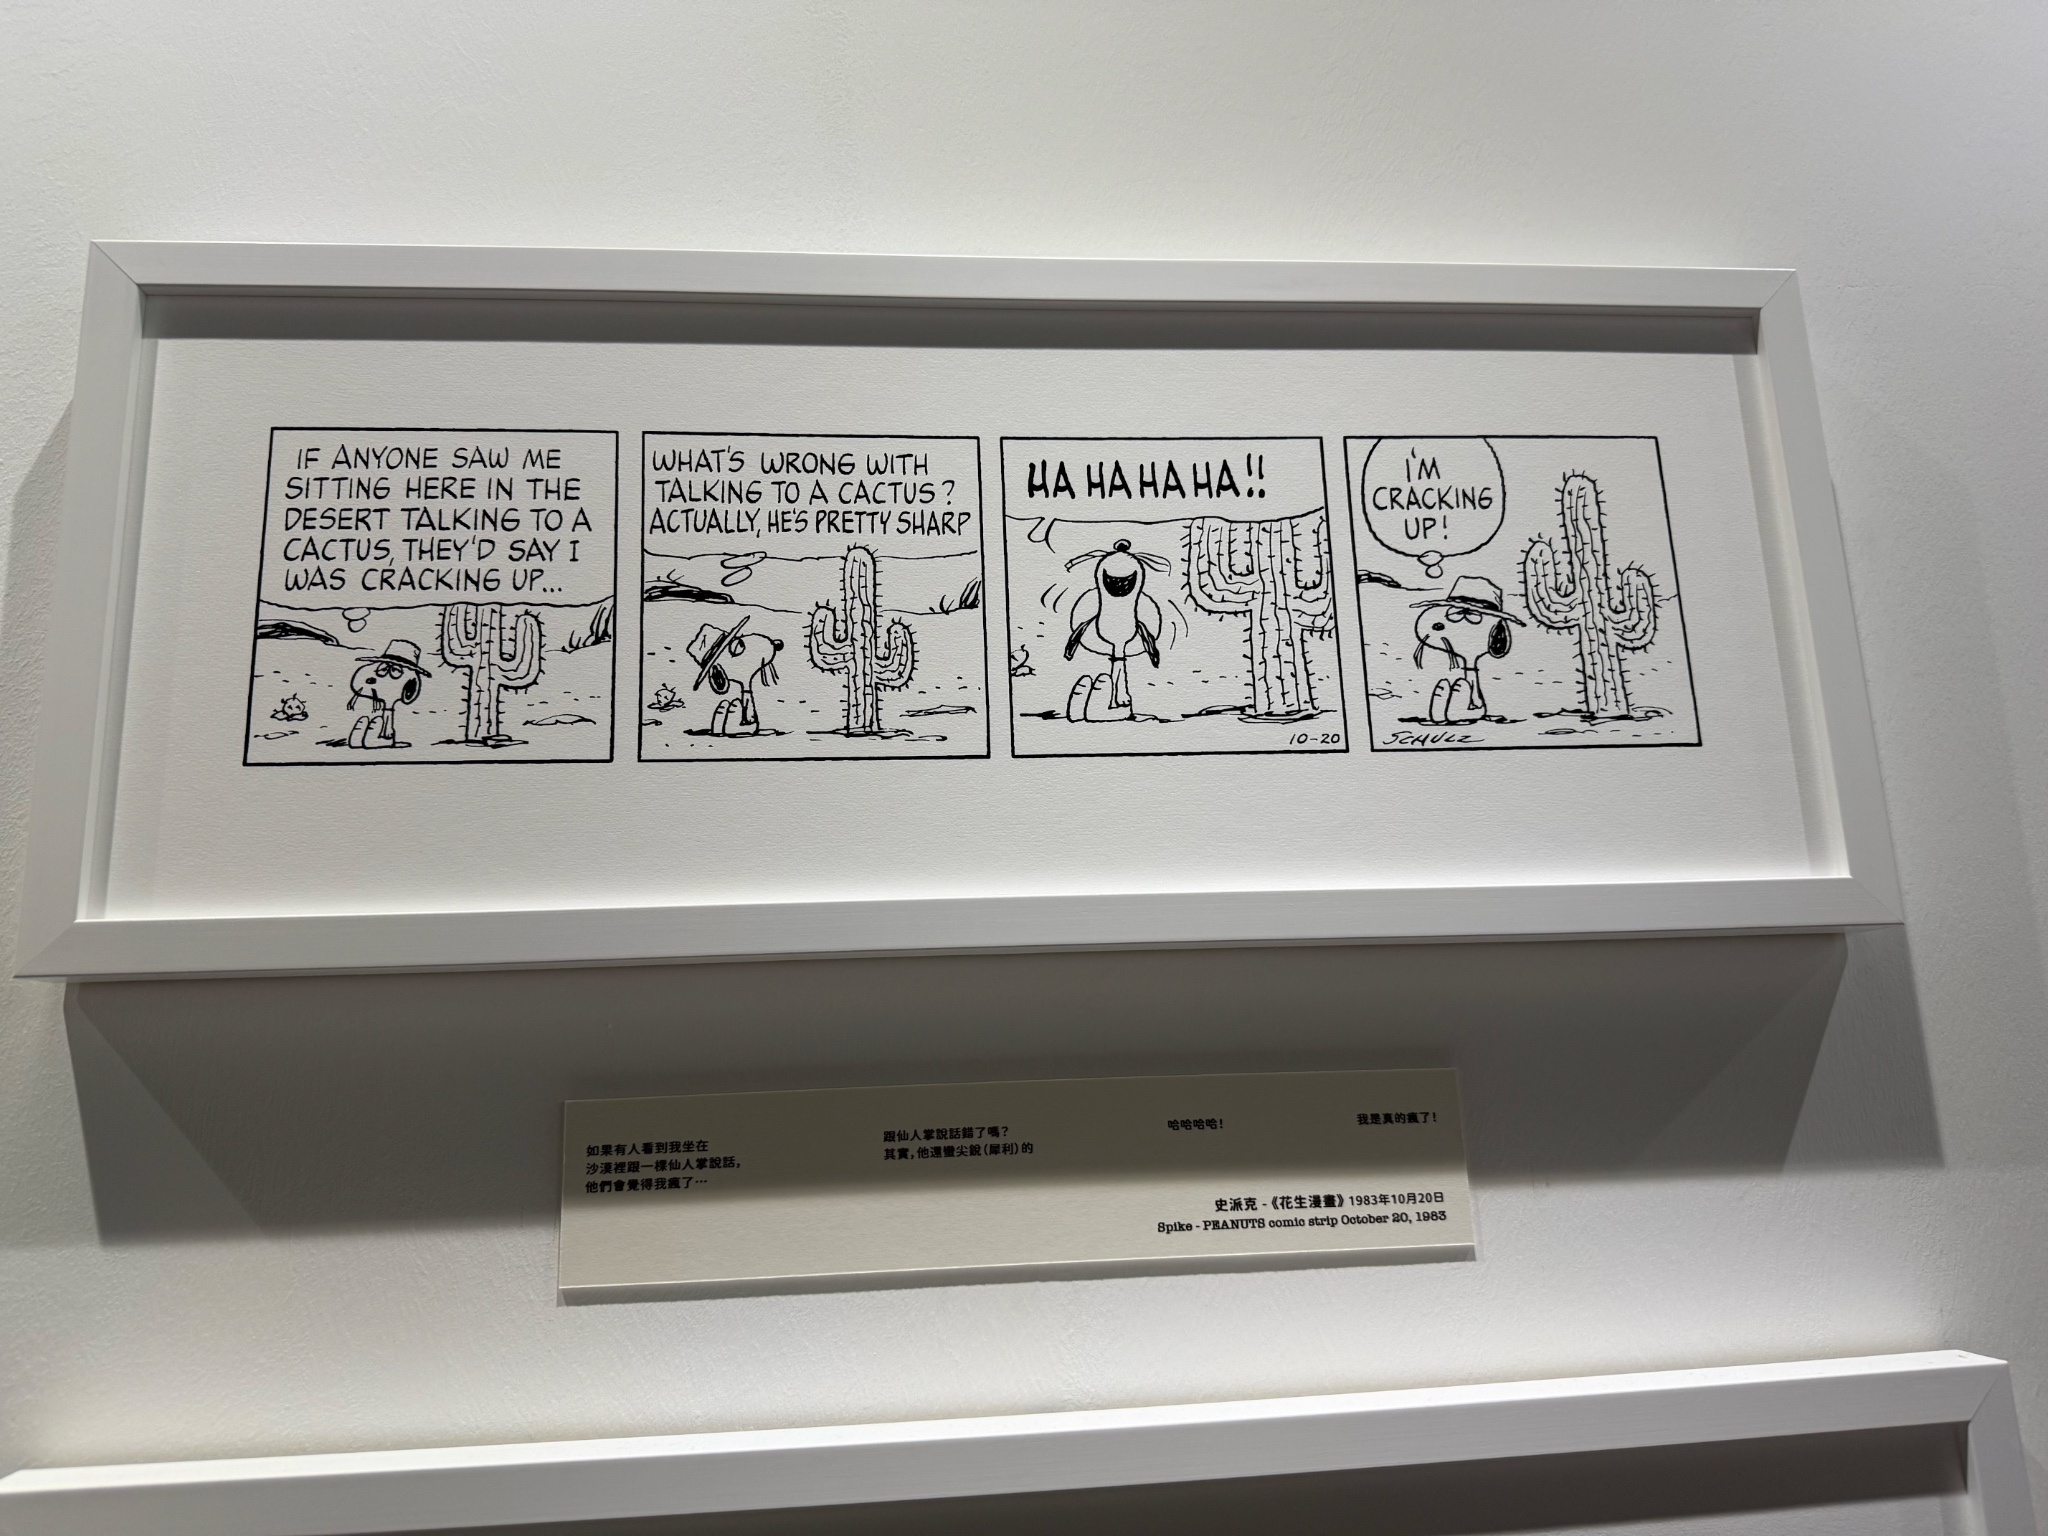 IF ANYONE SAW ME
SITTING HERE IN THE
DESERT TALKING TO A
CACTUS, THEY'D SAY I
WAS CRACKING UP...
WHAT'S WRONG WITH
TALKING TO A CACTUS?
ACTUALLY, HE'S PRETTY SHARP
HA HA HA HA!!
10-20
I'M
CRACKING
UP!
SCHULZ
如果有人看到我坐在
沙漠裡跟一棵仙人掌說話,
他們會覺得我瘋了…
跟仙人掌說話錯了嗎?
其實,他還蠻尖銳(犀利)的
哈哈哈哈!
我是真的瘋了!
史派克 -《花生漫畫》1983年10月20日
Spike - PEANUTS comic strip October 20, 1983